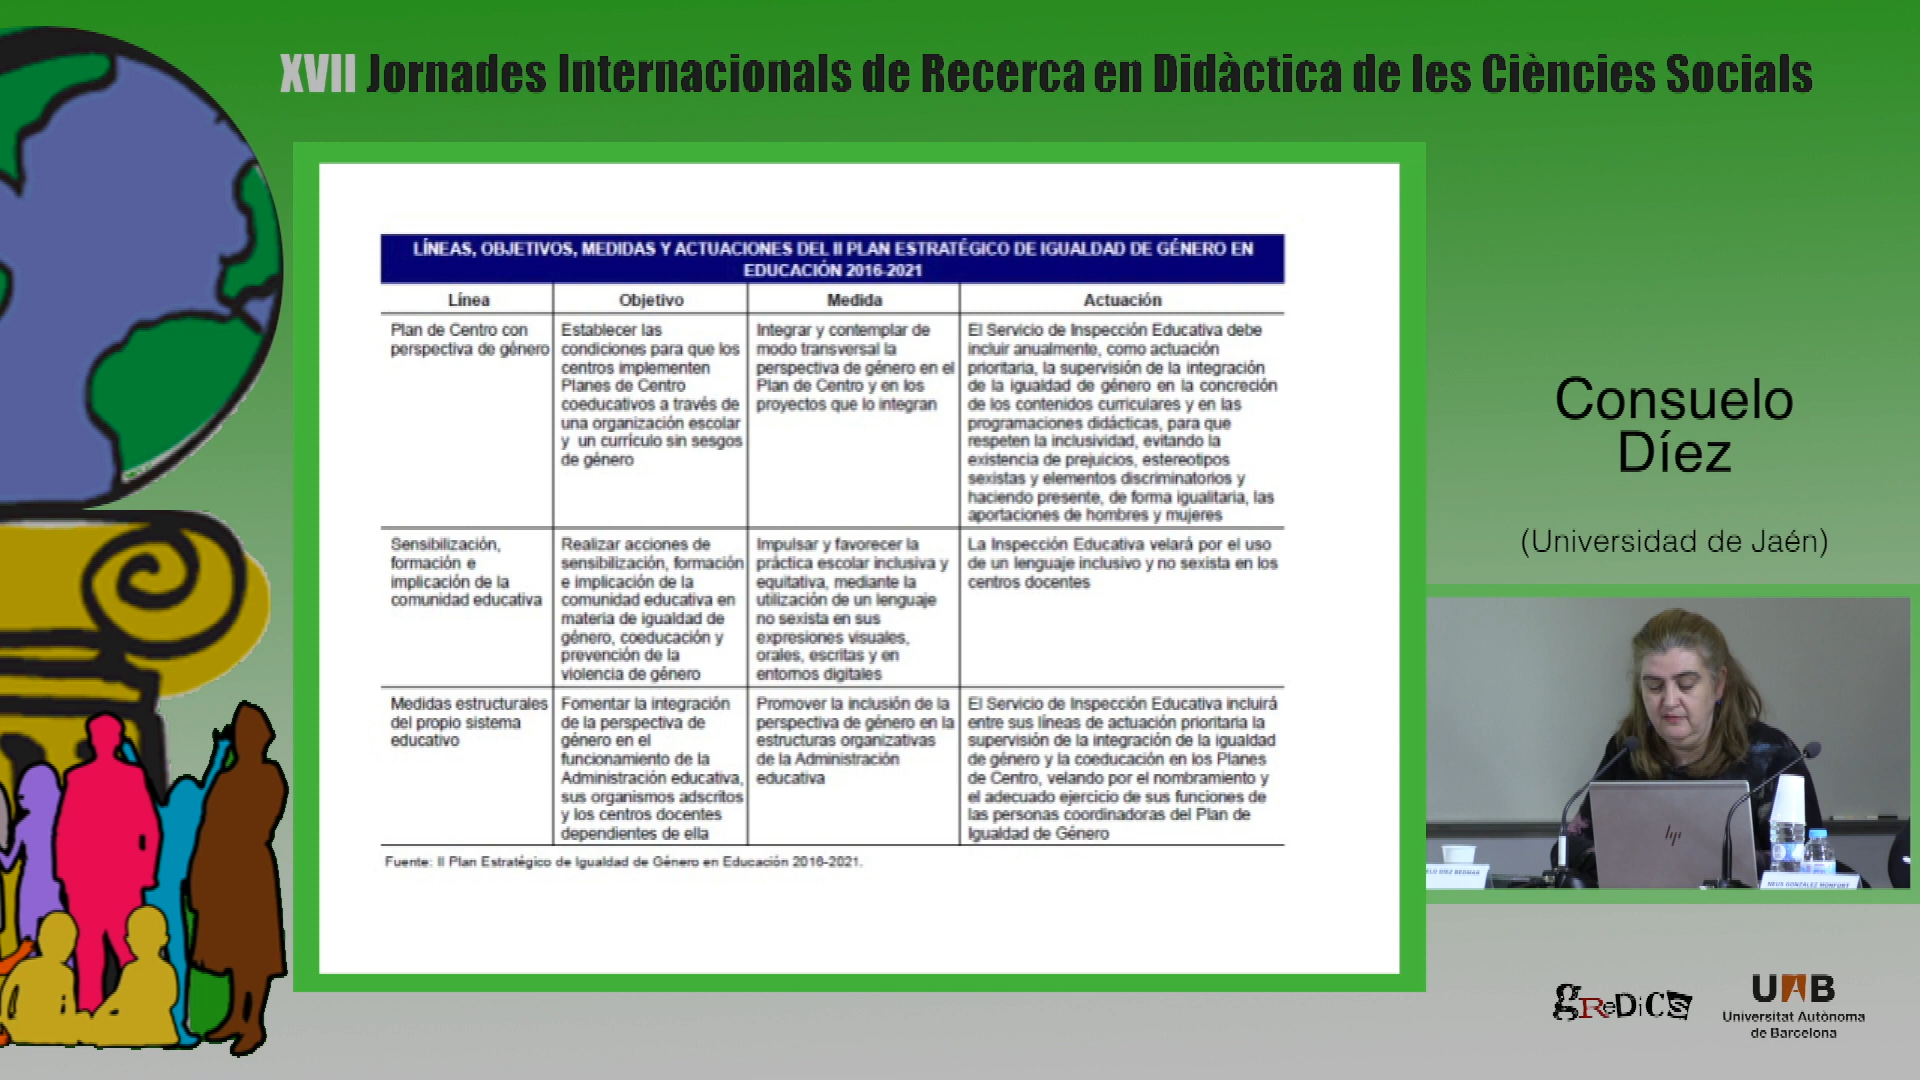 XVII Jornades Internacionals de Recerca en Didàctica de les Ciències Socials
LÍNEAS, OBJETIVOS, MEDIDAS Y ACTUACIONES DEL II PLAN ESTRATÉGICO DE IGUALDAD DE GÉNERO EN
EDUCACIÓN 2016-2021
Línea
Objetivo
Medida
Actuación
Plan de Centro con
perspectiva de género
Establecer las
condiciones para que los
centros implementen
Planes de Centro
coeducativos a través de
una organización escolar
y un currículo sin sesgos
de género
Integrar y contemplar de
modo transversal la
perspectiva de género en el
Plan de Centro y en los
proyectos que lo integran
El Servicio de Inspección Educativa debe
incluir anualmente, como actuación
prioritaria, la supervisión de la integración
de la igualdad de género en la concreción
de los contenidos curriculares y en las
programaciones didácticas, para que
respeten la inclusividad, evitando la
existencia de prejuicios, estereotipos
sexistas y elementos discriminatorios y
haciendo presente, de forma igualitaria, las
aportaciones de hombres y mujeres
Sensibilización,
formación e
implicación de la
comunidad educativa
Realizar acciones de
sensibilización, formación
e implicación de la
comunidad educativa en
materia de igualdad de
género, coeducación y
prevención de la
violencia de género
Impulsar y favorecer la
práctica escolar inclusiva y
equitativa, mediante la
utilización de un lenguaje
no sexista en sus
expresiones visuales,
orales, escritas y en
entornos digitales
La Inspección Educativa velará por el uso
de un lenguaje inclusivo y no sexista en los
centros docentes
Medidas estructurales
del propio sistema
educativo
Fomentar la integración
de la perspectiva de
género en el
funcionamiento de la
Administración educativa,
sus organismos adscritos
y los centros docentes
dependientes de ella
Promover la inclusión de la
perspectiva de género en la
estructuras organizativas
de la Administración
educativa
El Servicio de Inspección Educativa incluirá
entre sus líneas de actuación prioritaria la
supervisión de la integración de la igualdad
de género y la coeducación en los Planes
de Centro, velando por el nombramiento y
el adecuado ejercicio de sus funciones de
las personas coordinadoras del Plan de
Igualdad de Género
Fuente: II Plan Estratégico de Igualdad de Género en Educación 2016-2021.
Consuelo
Díez
(Universidad de Jaén)
hp
ELO DÍEZ BEDMAR
NEUS GONZÁLEZ MONFORT
gReDiCs
UAB
Universitat Autònoma
de Barcelona